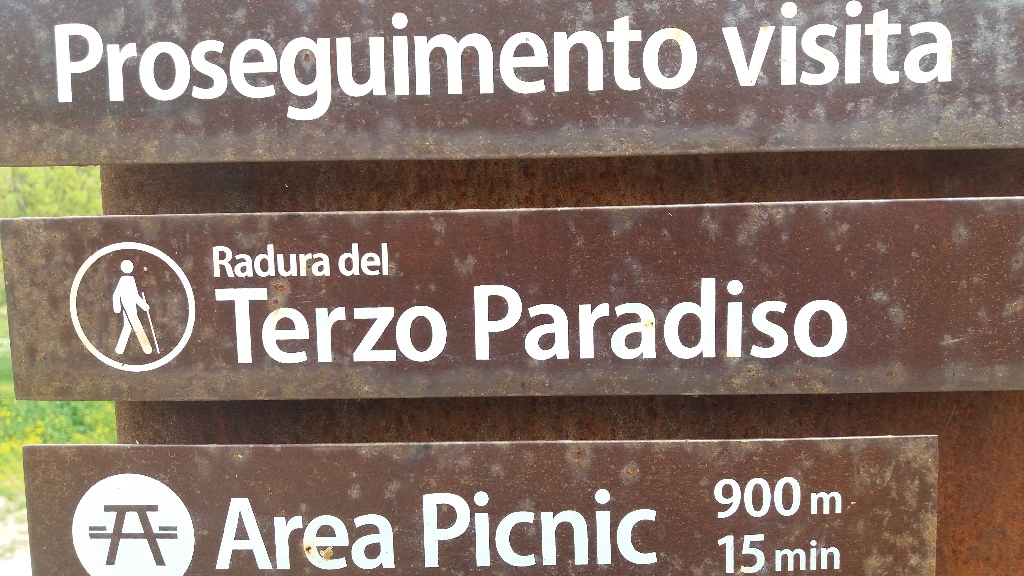 Proseguimento visita
Radura del
Terzo Paradiso
Area Picnic
900 m
15 min